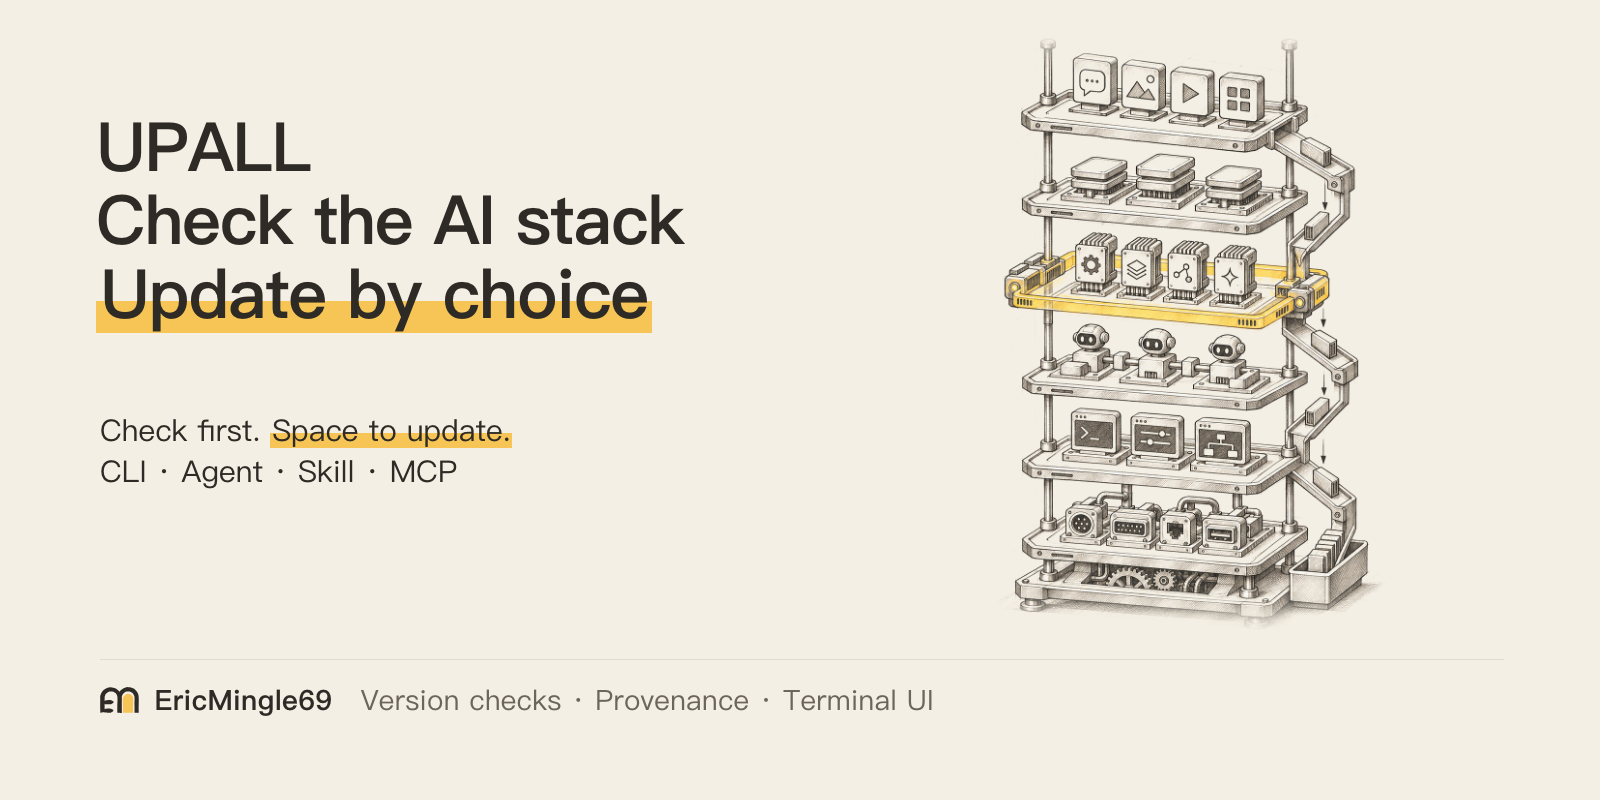 UPALL
Check the AI stack
Update by choice
Check first. Space to update.
CLI · Agent · Skill · MCP
EricMingle69 Version checks · Provenance · Terminal UI